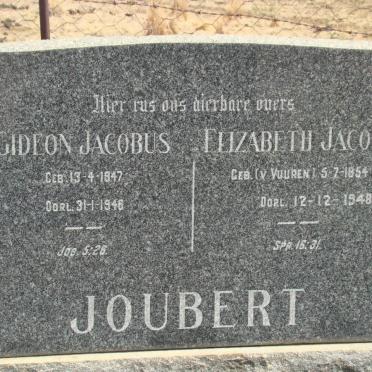 Hier rus ons dierbare ouers
GIDEON JACOBUS
GEB. 13-4-1847
OORL. 31-1-1946
JOB. 5:26.
ELIZABETH JACO
GEB. (V VUUREN) 5-7-1854
OORL. 12-12-1948
SPR. 16:31.
JOUBERT